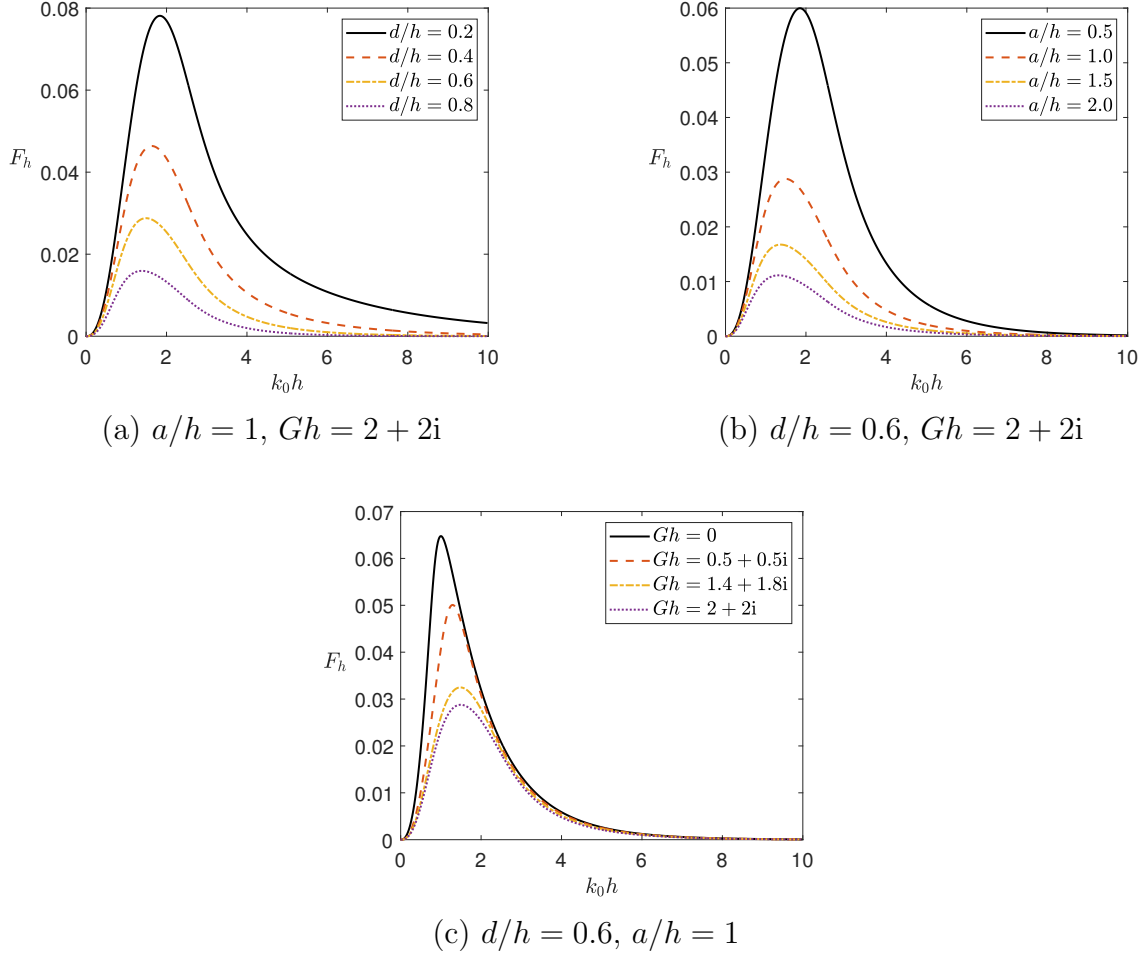 0.08
0.06
0.04
0.02
0
F_h
0 2 4 6 8 10
k_0h
d/h = 0.2
d/h = 0.4
d/h = 0.6
d/h = 0.8
(a) a/h = 1, Gh = 2 + 2i
0.06
0.05
0.04
0.03
0.02
0.01
0
F_h
0 2 4 6 8 10
k_0h
a/h = 0.5
a/h = 1.0
a/h = 1.5
a/h = 2.0
(b) d/h = 0.6, Gh = 2 + 2i
0.07
0.06
0.05
0.04
0.03
0.02
0.01
0
F_h
0 2 4 6 8 10
k_0h
Gh = 0
Gh = 0.5 + 0.5i
Gh = 1.4 + 1.8i
Gh = 2 + 2i
(c) d/h = 0.6, a/h = 1